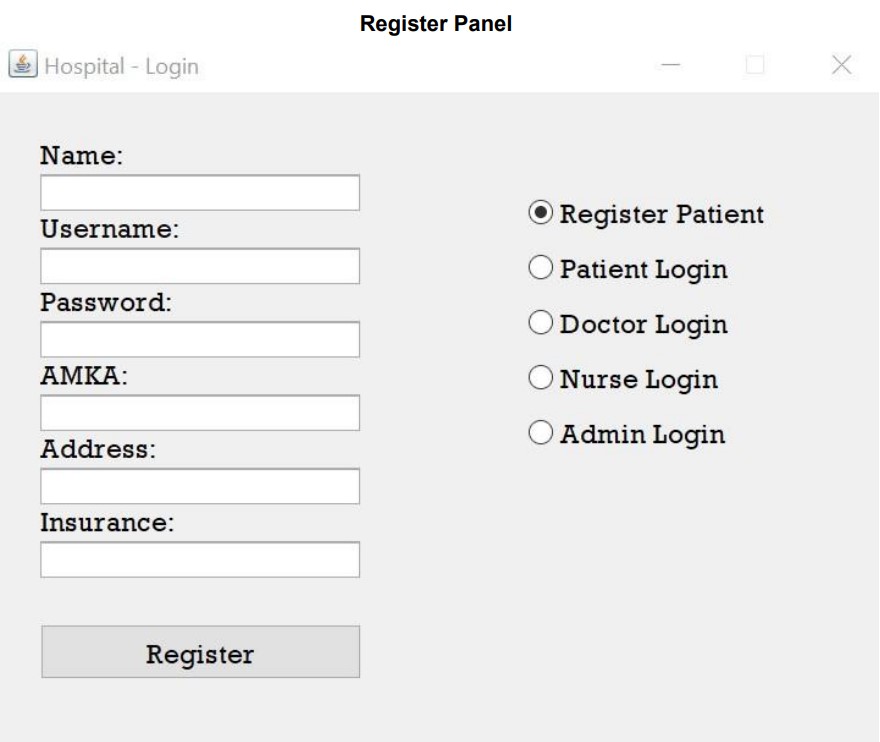 Register Panel
Hospital - Login
Name:
Username:
Password:
AMKA:
Address:
Insurance:
Register
Register Patient
Patient Login
Doctor Login
Nurse Login
Admin Login